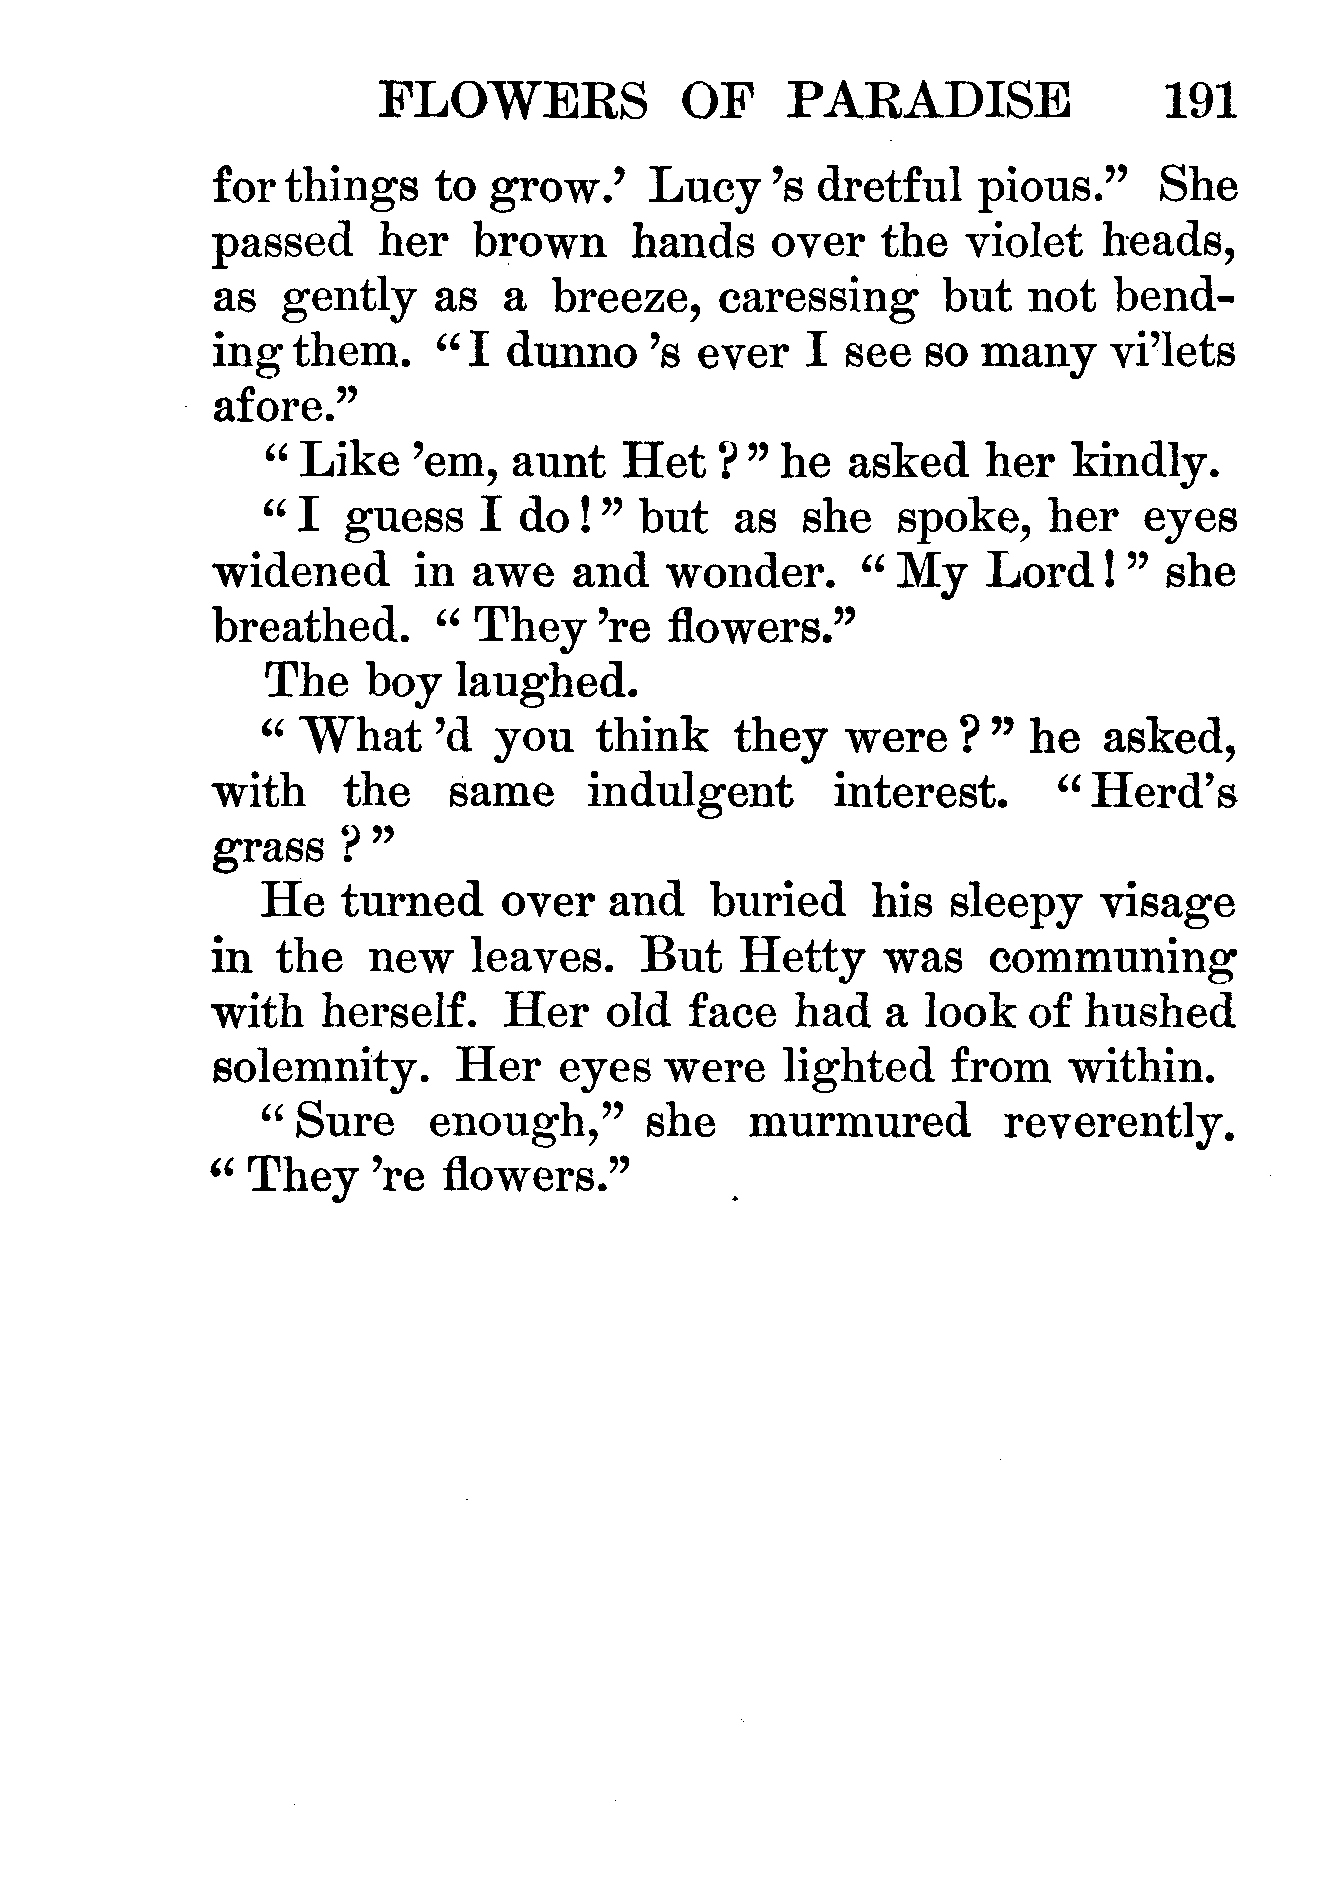 FLOWERS OF PARADISE 191
for things to grow.’ Lucy ’s dretful pious.” She
passed her brown hands over the violet heads,
as gently as a breeze, caressing but not bend-
ing them. “I dunno ’s ever I see so many vi’lets
afore.”
“Like ’em, aunt Het?” he asked her kindly.
“I guess I do!” but as she spoke, her eyes
widened in awe and wonder. “My Lord!” she
breathed. “They ’re flowers.”
The boy laughed.
“What ’d you think they were?” he asked,
with the same indulgent interest. “Herd’s
grass?”
He turned over and buried his sleepy visage
in the new leaves. But Hetty was communing
with herself. Her old face had a look of hushed
solemnity. Her eyes were lighted from within.
“Sure enough,” she murmured reverently.
“They ’re flowers.”